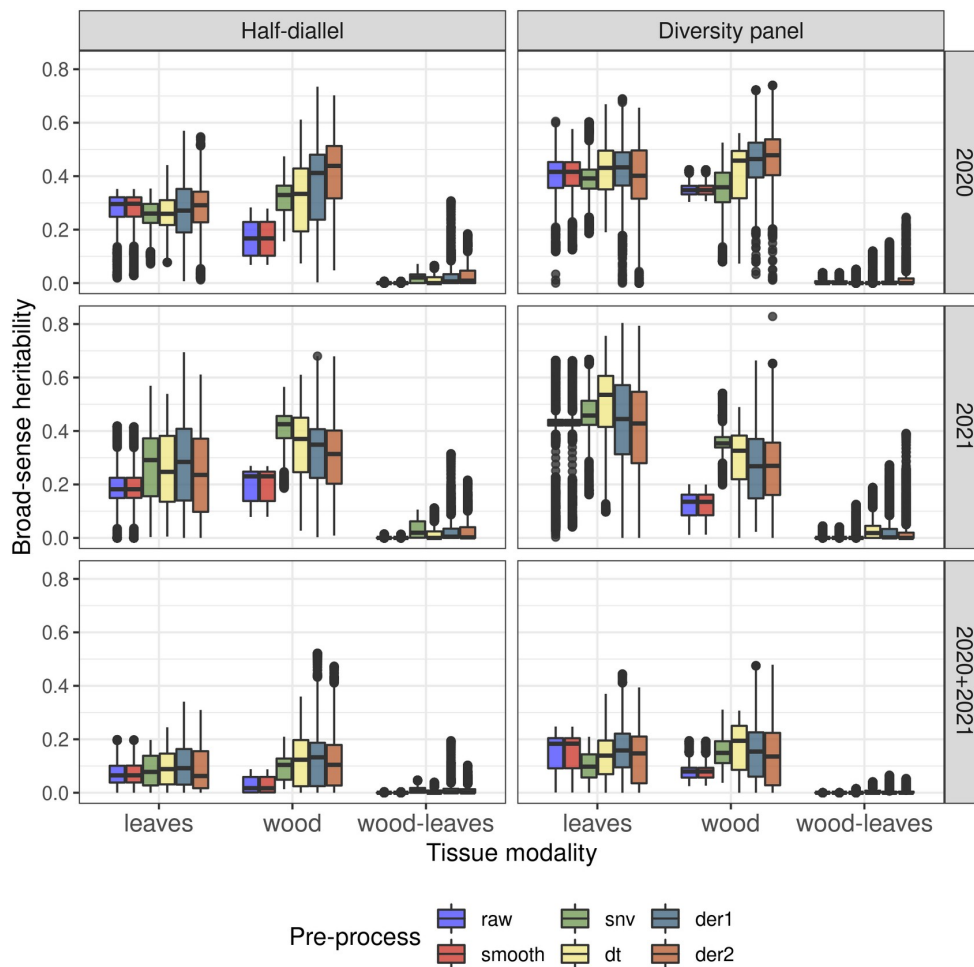 Half-diallel Diversity panel
0.8
0.6
0.4
0.2
0.0
2020
0.8
0.6
0.4
0.2
0.0
2021
0.8
0.6
0.4
0.2
0.0
2020+2021
Broad-sense heritability
leaves wood wood-leaves leaves wood wood-leaves
Tissue modality
Pre-process
raw snv der1
smooth dt der2